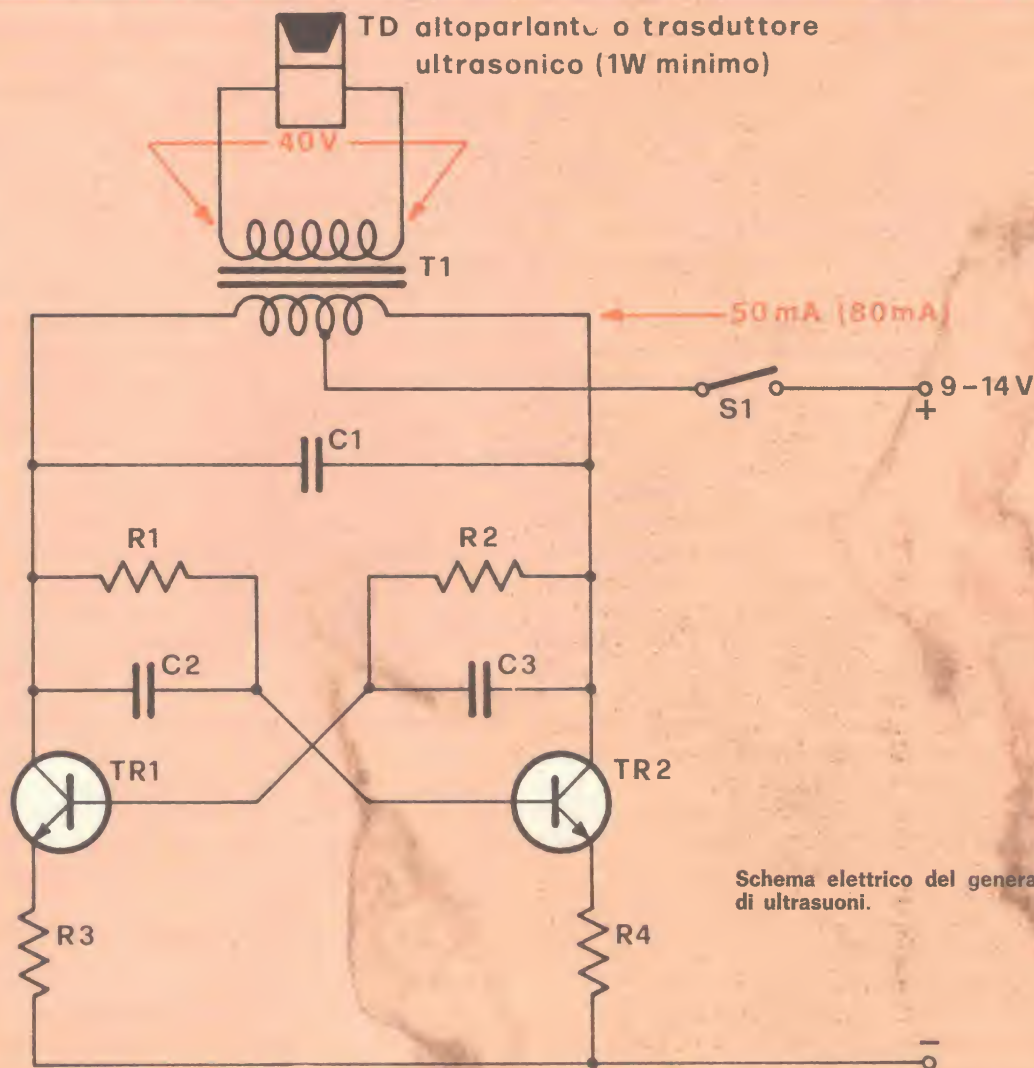 TD altoparlante o trasduttore
ultrasonico (1W minimo)
40V
T1
50mA (80mA)
S1
9-14V
+
C1
R1
R2
C2
C3
TR1
TR2
Schema elettrico del genera
di ultrasuoni.
R3
R4
-